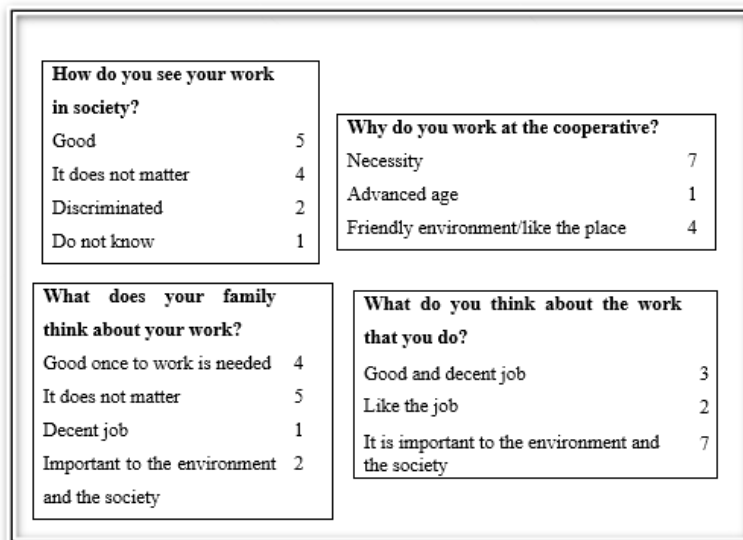 How do you see your work
in society?
Good 5
It does not matter 4
Discriminated 2
Do not know 1
Why do you work at the cooperative?
Necessity 7
Advanced age 1
Friendly environment/like the place 4
What does your family
think about your work?
Good once to work is needed 4
It does not matter 5
Decent job 1
Important to the environment 2
and the society
What do you think about the work
that you do?
Good and decent job 3
Like the job 2
It is important to the environment and 7
the society